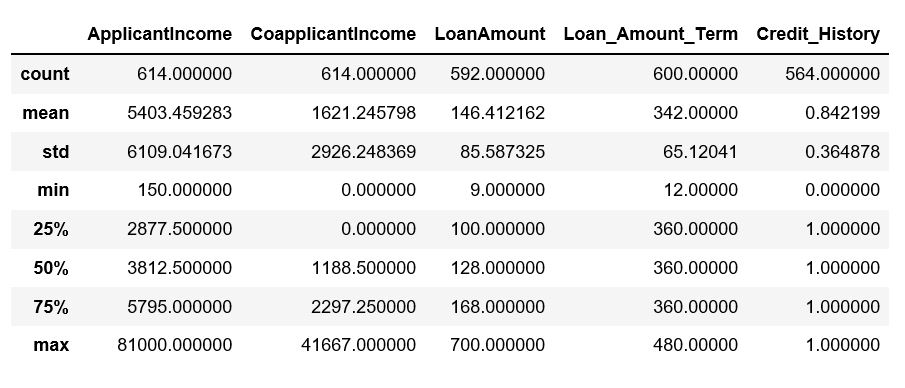 ApplicantIncome CoapplicantIncome LoanAmount Loan_Amount_Term Credit_History
count 614.000000 614.000000 592.000000 600.00000 564.000000
mean 5403.459283 1621.245798 146.412162 342.00000 0.842199
std 6109.041673 2926.248369 85.587325 65.12041 0.364878
min 150.000000 0.000000 9.000000 12.00000 0.000000
25% 2877.500000 0.000000 100.000000 360.00000 1.000000
50% 3812.500000 1188.500000 128.000000 360.00000 1.000000
75% 5795.000000 2297.250000 168.000000 360.00000 1.000000
max 81000.000000 41667.000000 700.000000 480.00000 1.000000